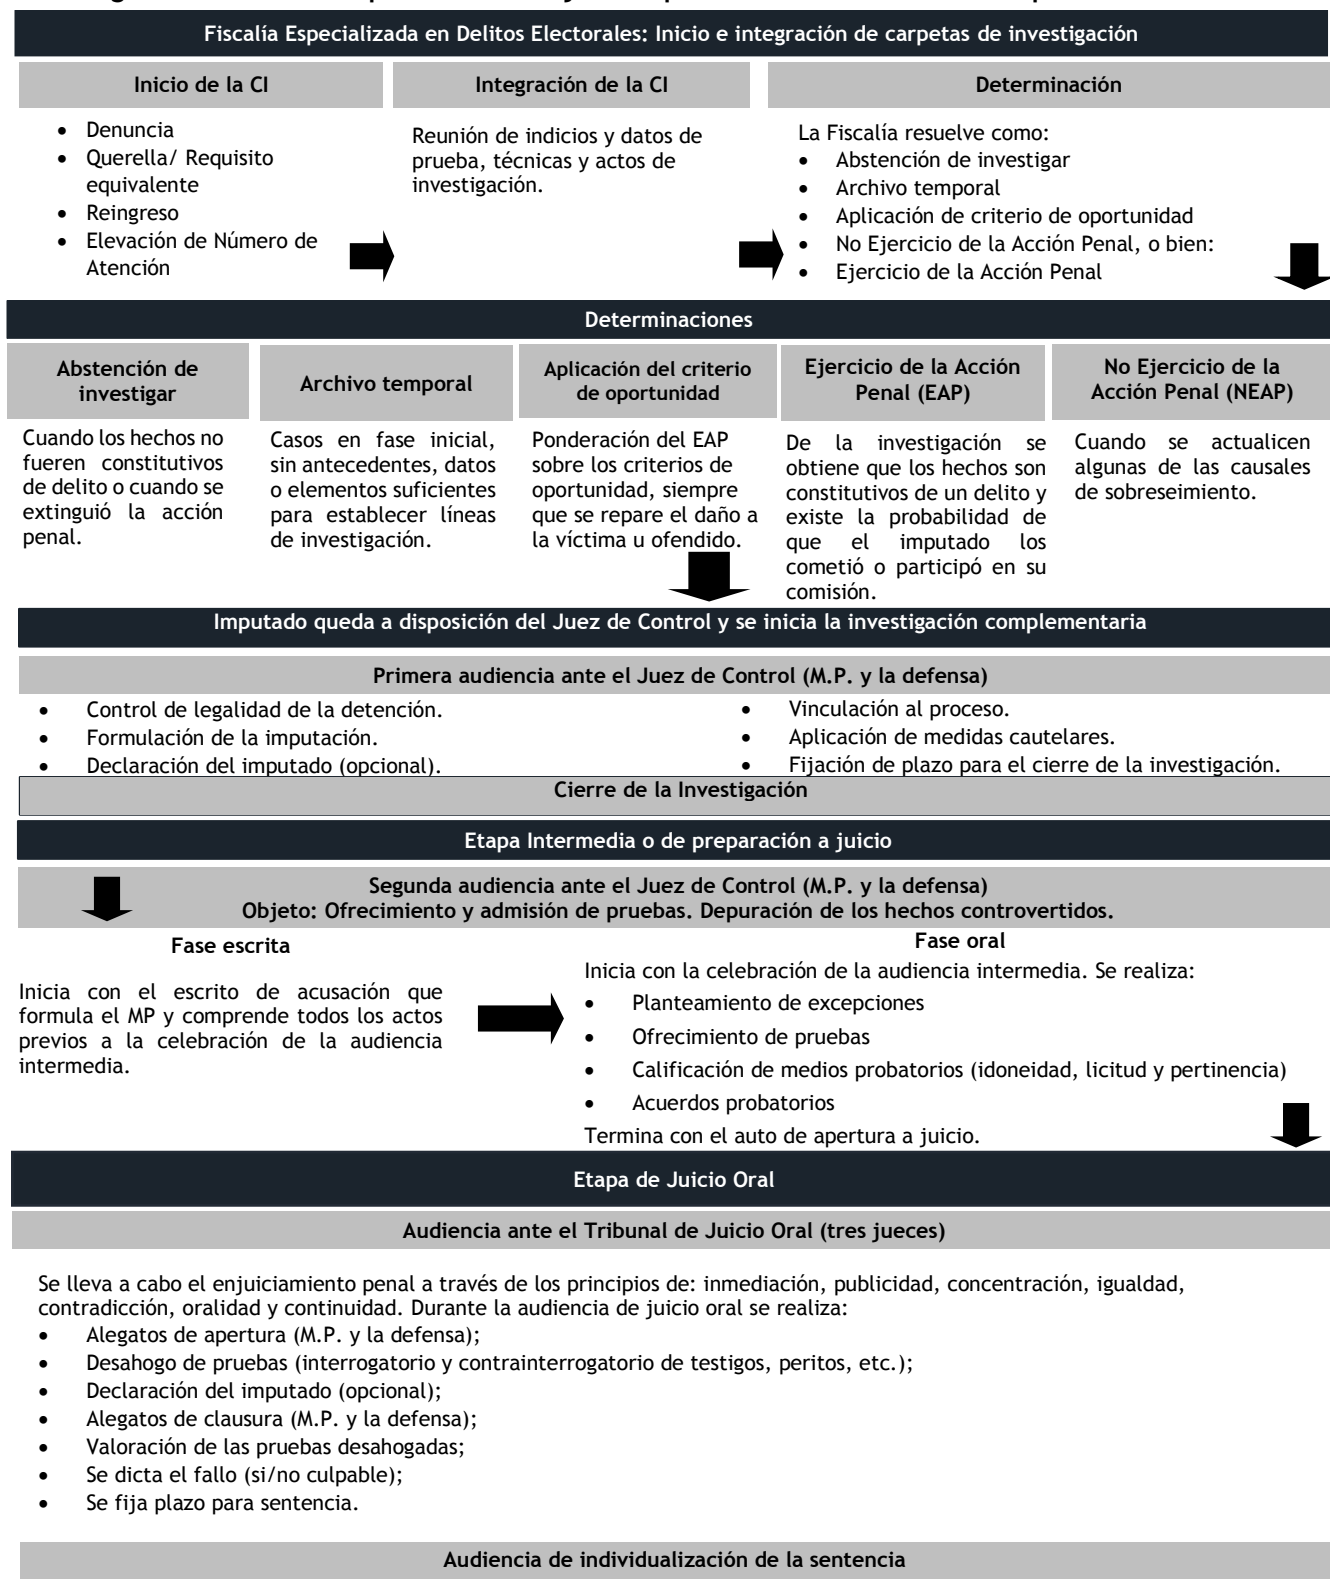 Fiscalía Especializada en Delitos Electorales: Inicio e integración de carpetas de investigación
Inicio de la CI
• Denuncia
• Querella/ Requisito
equivalente
• Reingreso
• Elevación de Número de
Atención
Integración de la CI
Reunión de indicios y datos de
prueba, técnicas y actos de
investigación.
Determinación
La Fiscalía resuelve como:
• Abstención de investigar
• Archivo temporal
• Aplicación de criterio de oportunidad
• No Ejercicio de la Acción Penal, o bien:
• Ejercicio de la Acción Penal
Determinaciones
Abstención de
investigar
Cuando los hechos no
fueren constitutivos
de delito o cuando se
extinguió la acción
penal.
Archivo temporal
Casos en fase inicial,
sin antecedentes, datos
o elementos suficientes
para establecer líneas
de investigación.
Aplicación del criterio
de oportunidad
Ponderación del EAP
sobre los criterios de
oportunidad, siempre
que se repare el daño a
la víctima u ofendido.
Ejercicio de la Acción
Penal (EAP)
De la investigación se
obtiene que los hechos son
constitutivos de un delito y
existe la probabilidad de
que el imputado los
cometió o participó en su
comisión.
No Ejercicio de la
Acción Penal (NEAP)
Cuando se actualicen
algunas de las causales
de sobreseimiento.
Imputado queda a disposición del Juez de Control y se inicia la investigación complementaria
Primera audiencia ante el Juez de Control (M.P. y la defensa)
• Control de legalidad de la detención.
• Formulación de la imputación.
• Declaración del imputado (opcional).
• Vinculación al proceso.
• Aplicación de medidas cautelares.
• Fijación de plazo para el cierre de la investigación.
Cierre de la Investigación
Etapa Intermedia o de preparación a juicio
Segunda audiencia ante el Juez de Control (M.P. y la defensa)
Objeto: Ofrecimiento y admisión de pruebas. Depuración de los hechos controvertidos.
Fase escrita
Inicia con el escrito de acusación que
formula el MP y comprende todos los actos
previos a la celebración de la audiencia
intermedia.
Fase oral
Inicia con la celebración de la audiencia intermedia. Se realiza:
• Planteamiento de excepciones
• Ofrecimiento de pruebas
• Calificación de medios probatorios (idoneidad, licitud y pertinencia)
• Acuerdos probatorios
Termina con el auto de apertura a juicio.
Etapa de Juicio Oral
Audiencia ante el Tribunal de Juicio Oral (tres jueces)
Se lleva a cabo el enjuiciamiento penal a través de los principios de: inmediación, publicidad, concentración, igualdad,
contradicción, oralidad y continuidad. Durante la audiencia de juicio oral se realiza:
• Alegatos de apertura (M.P. y la defensa);
• Desahogo de pruebas (interrogatorio y contrainterrogatorio de testigos, peritos, etc.);
• Declaración del imputado (opcional);
• Alegatos de clausura (M.P. y la defensa);
• Valoración de las pruebas desahogadas;
• Se dicta el fallo (si/no culpable);
• Se fija plazo para sentencia.
Audiencia de individualización de la sentencia